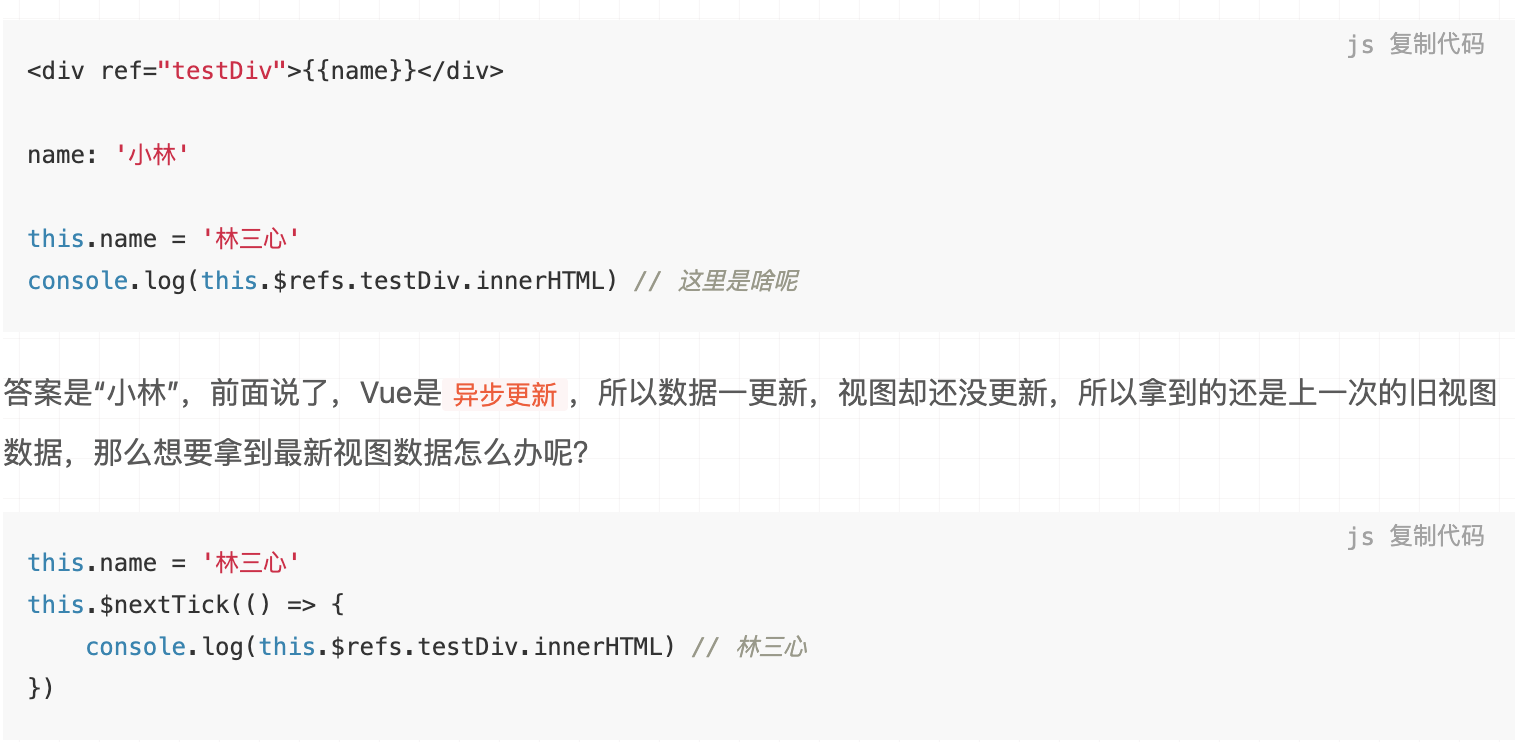 js 复制代码
<div ref="testDiv">{{name}}</div>
name: '小林'
this.name = '林三心'
console.log(this.$refs.testDiv.innerHTML) // 这里是啥呢
答案是“小林”，前面说了，Vue是 异步更新 ，所以数据一更新，视图却还没更新，所以拿到的还是上一次的旧视图
数据，那么想要拿到最新视图数据怎么办呢？
js 复制代码
this.name = '林三心'
this.$nextTick(() => {
    console.log(this.$refs.testDiv.innerHTML) // 林三心
})